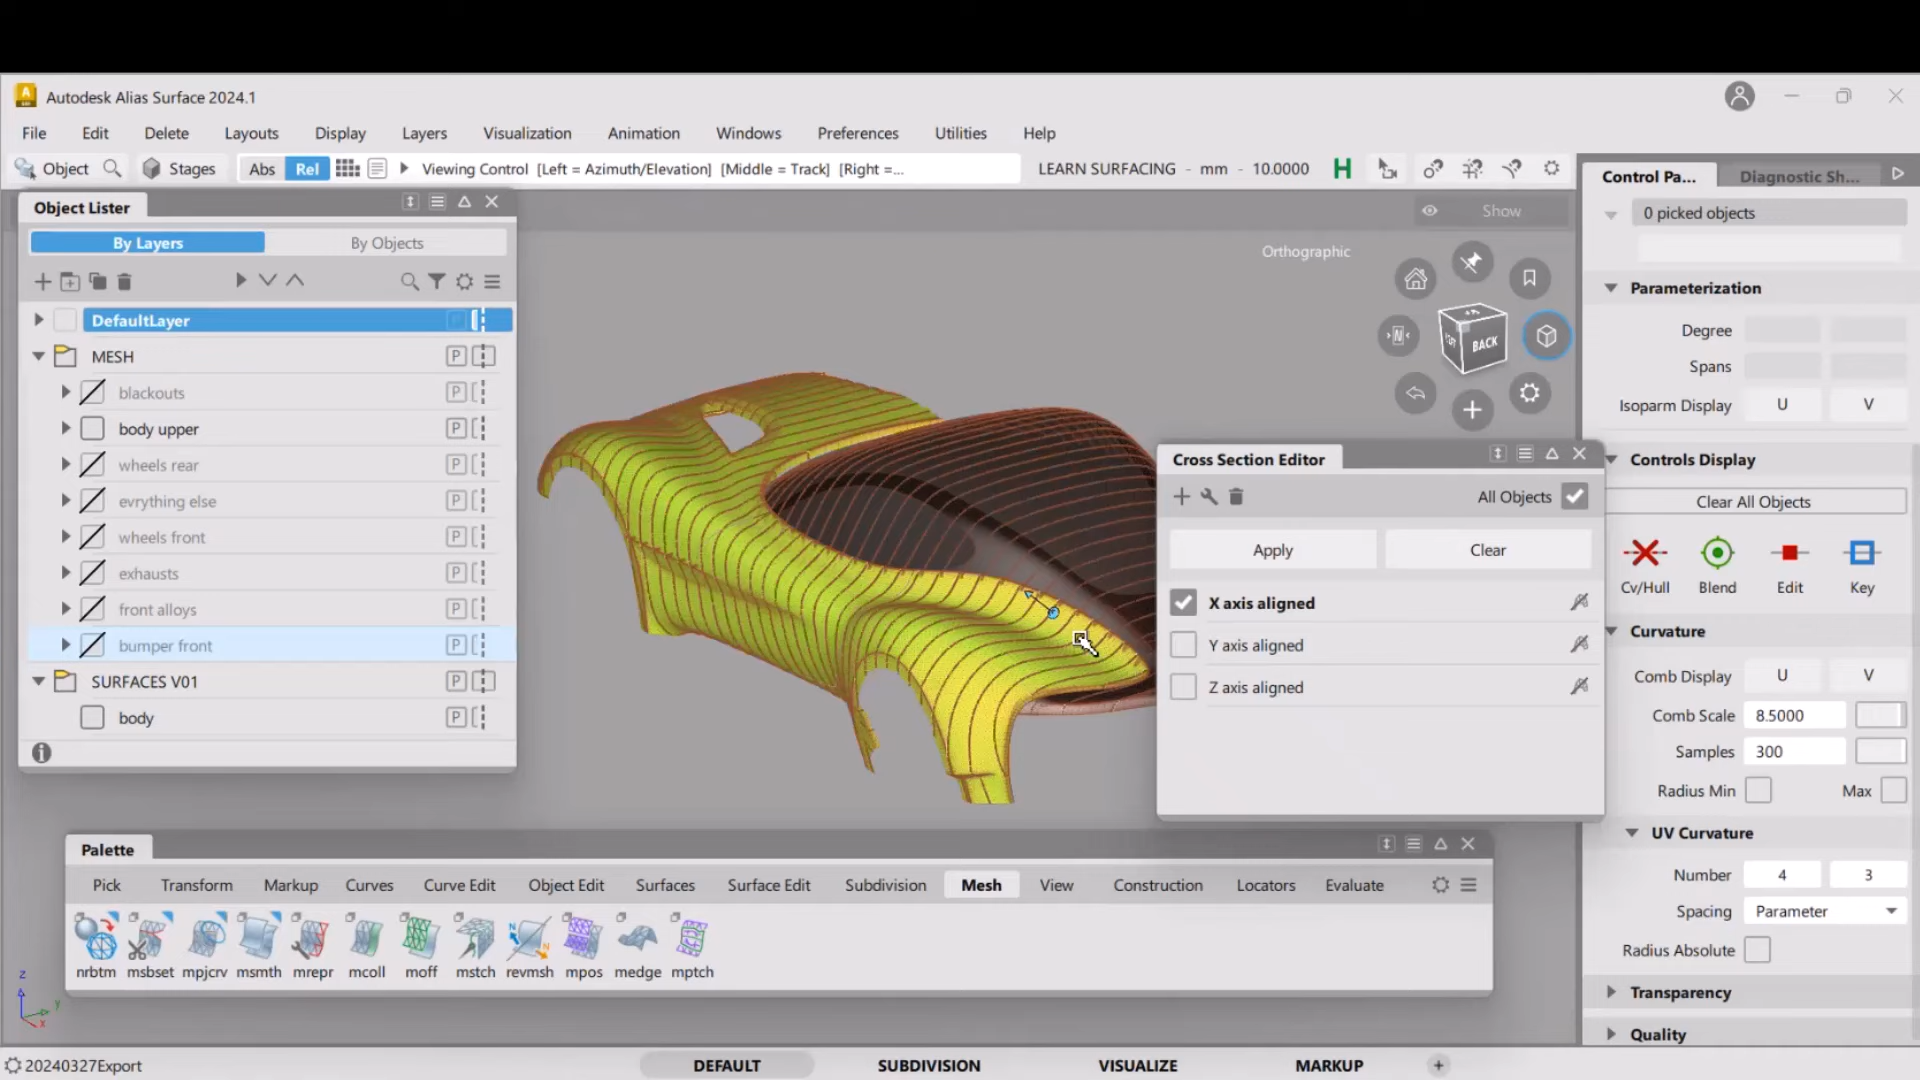 Autodesk Alias Surface 2024.1
File Edit Delete Layouts Display Layers Visualization Animation Windows Preferences Utilities Help
Object Stages Abs Rel Viewing Control [Left = Azimuth/Elevation] [Middle = Track] [Right =... LEARN SURFACING - mm - 10.0000
Object Lister
By Layers By Objects
DefaultLayer
MESH P
blackouts P
body upper P
wheels rear P
evrything else P
wheels front P
exhausts P
front alloys P
bumper front P
SURFACES V01 P
body P
Show
Orthographic
BACK
Cross Section Editor
All Objects
Apply Clear
X axis aligned
Y axis aligned
Z axis aligned
Control Pa... Diagnostic Sh...
0 picked objects
Parameterization
Degree
Spans
Isoparm Display U V
Controls Display
Clear All Objects
Cv/Hull Blend Edit Key
Curvature
Comb Display U V
Comb Scale 8.5000
Samples 300
Radius Min Max
UV Curvature
Number 4 3
Spacing Parameter
Radius Absolute
Transparency
Quality
Palette
Pick Transform Markup Curves Curve Edit Object Edit Surfaces Surface Edit Subdivision Mesh View Construction Locators Evaluate
nrbtm msbset mpjcrv msmth mrepr mcoll moff mstch revmsh mpos medge mptch
z
y
x
20240327Export
DEFAULT SUBDIVISION VISUALIZE MARKUP